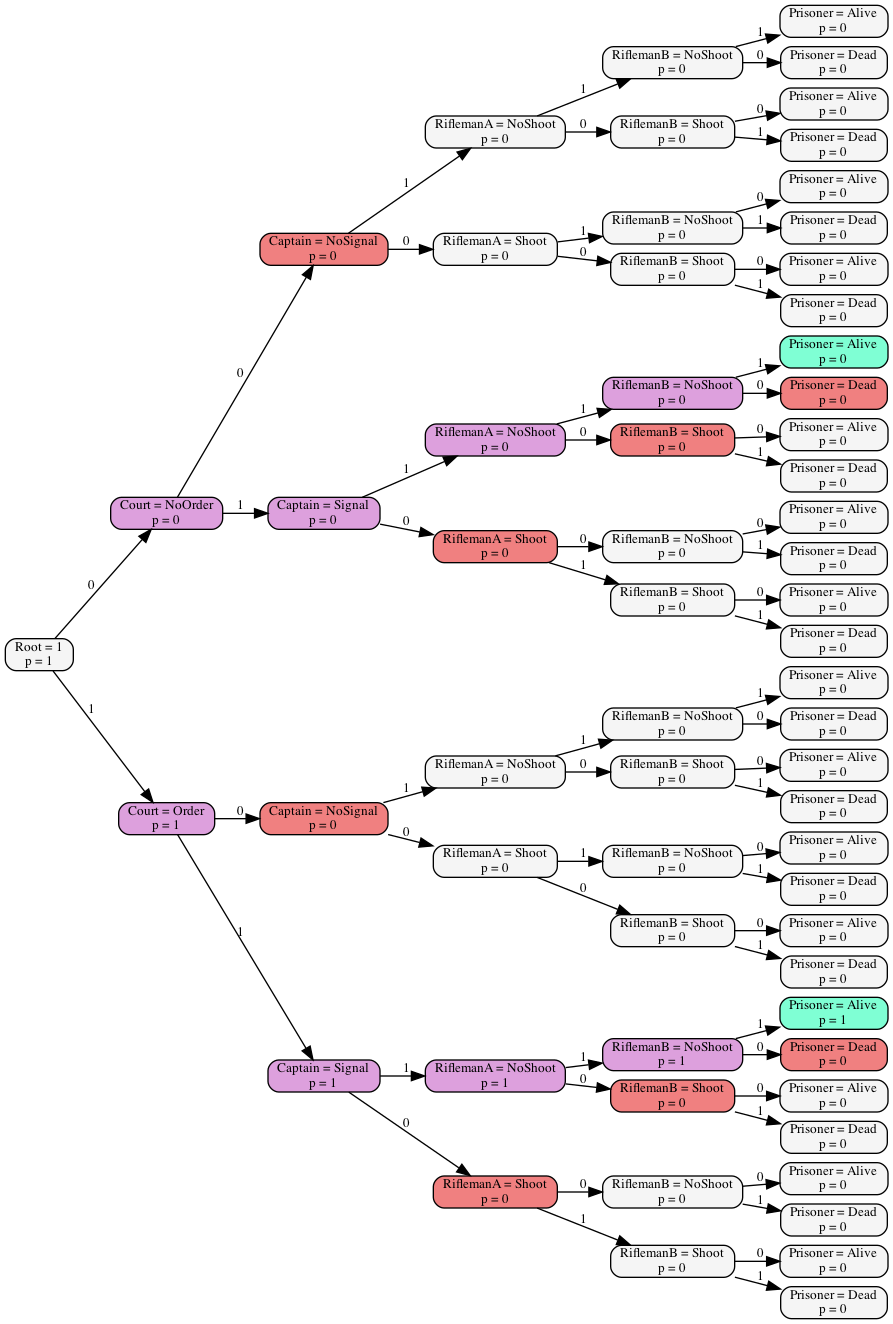 Prisoner = Alive
p = 0
1
RiflemanB = NoShoot
p = 0
0
Prisoner = Dead
p = 0
1
RiflemanA = NoShoot
p = 0
0
RiflemanB = Shoot
p = 0
0
Prisoner = Alive
p = 0
1
Prisoner = Dead
p = 0
1
Captain = NoSignal
p = 0
0
RiflemanA = Shoot
p = 0
1
RiflemanB = NoShoot
p = 0
0
Prisoner = Alive
p = 0
1
Prisoner = Dead
p = 0
0
RiflemanB = Shoot
p = 0
0
Prisoner = Alive
p = 0
1
Prisoner = Dead
p = 0
0
Court = NoOrder
p = 0
1
Captain = Signal
p = 0
1
RiflemanA = NoShoot
p = 0
1
RiflemanB = NoShoot
p = 0
1
Prisoner = Alive
p = 0
0
Prisoner = Dead
p = 0
0
RiflemanB = Shoot
p = 0
0
Prisoner = Alive
p = 0
1
Prisoner = Dead
p = 0
0
RiflemanA = Shoot
p = 0
0
RiflemanB = NoShoot
p = 0
0
Prisoner = Alive
p = 0
1
Prisoner = Dead
p = 0
1
RiflemanB = Shoot
p = 0
0
Prisoner = Alive
p = 0
1
Prisoner = Dead
p = 0
0
Root = 1
p = 1
1
Court = Order
p = 1
0
Captain = NoSignal
p = 0
1
RiflemanA = NoShoot
p = 0
1
RiflemanB = NoShoot
p = 0
1
Prisoner = Alive
p = 0
0
Prisoner = Dead
p = 0
0
RiflemanB = Shoot
p = 0
0
Prisoner = Alive
p = 0
1
Prisoner = Dead
p = 0
0
RiflemanA = Shoot
p = 0
1
RiflemanB = NoShoot
p = 0
0
Prisoner = Alive
p = 0
1
Prisoner = Dead
p = 0
0
RiflemanB = Shoot
p = 0
0
Prisoner = Alive
p = 0
1
Prisoner = Dead
p = 0
1
Captain = Signal
p = 1
1
RiflemanA = NoShoot
p = 1
1
RiflemanB = NoShoot
p = 1
1
Prisoner = Alive
p = 1
0
Prisoner = Dead
p = 0
0
RiflemanB = Shoot
p = 0
0
Prisoner = Alive
p = 0
1
Prisoner = Dead
p = 0
0
RiflemanA = Shoot
p = 0
0
RiflemanB = NoShoot
p = 0
0
Prisoner = Alive
p = 0
1
Prisoner = Dead
p = 0
1
RiflemanB = Shoot
p = 0
0
Prisoner = Alive
p = 0
1
Prisoner = Dead
p = 0